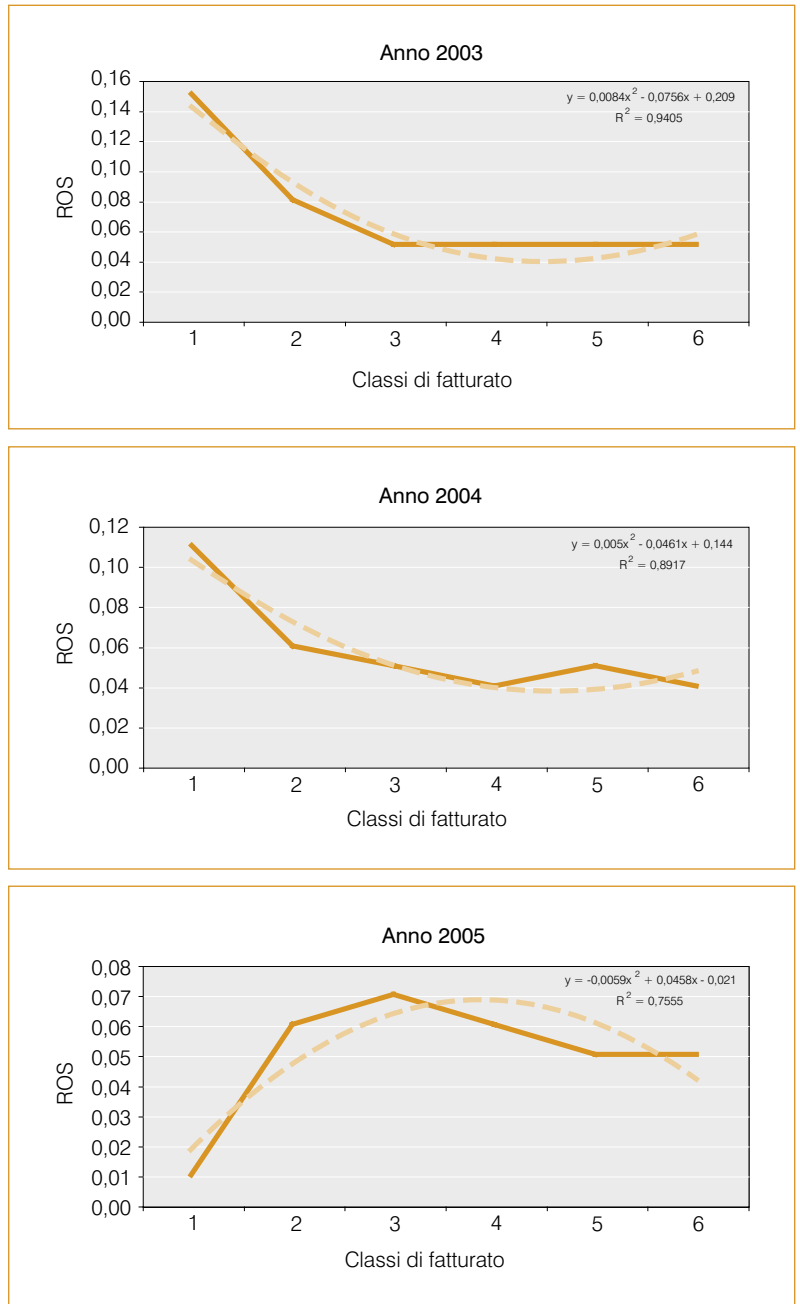 Anno 2003
y = 0,0084x² - 0,0756x + 0,209
R² = 0,9405
0,16
0,14
0,12
0,10
0,08
0,06
0,04
0,02
0,00
ROS
1 2 3 4 5 6
Classi di fatturato
Anno 2004
y = 0,005x² - 0,0461x + 0,144
R² = 0,8917
0,12
0,10
0,08
0,06
0,04
0,02
0,00
ROS
1 2 3 4 5 6
Classi di fatturato
Anno 2005
y = -0,0059x² + 0,0458x - 0,021
R² = 0,7555
0,08
0,07
0,06
0,05
0,04
0,03
0,02
0,01
0,00
ROS
1 2 3 4 5 6
Classi di fatturato